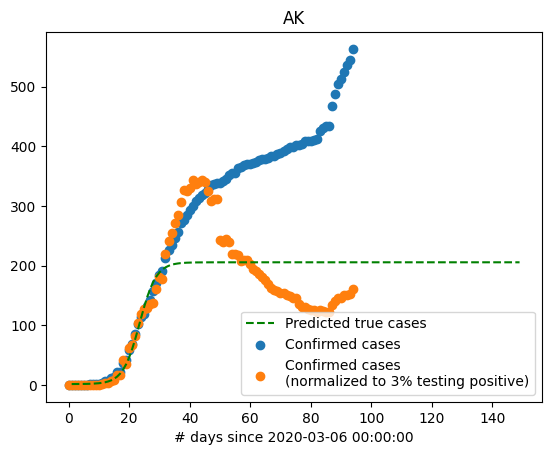 AK
500
400
300
200
100
0
Predicted true cases
Confirmed cases
Confirmed cases
(normalized to 3% testing positive)
0 20 40 60 80 100 120 140
# days since 2020-03-06 00:00:00